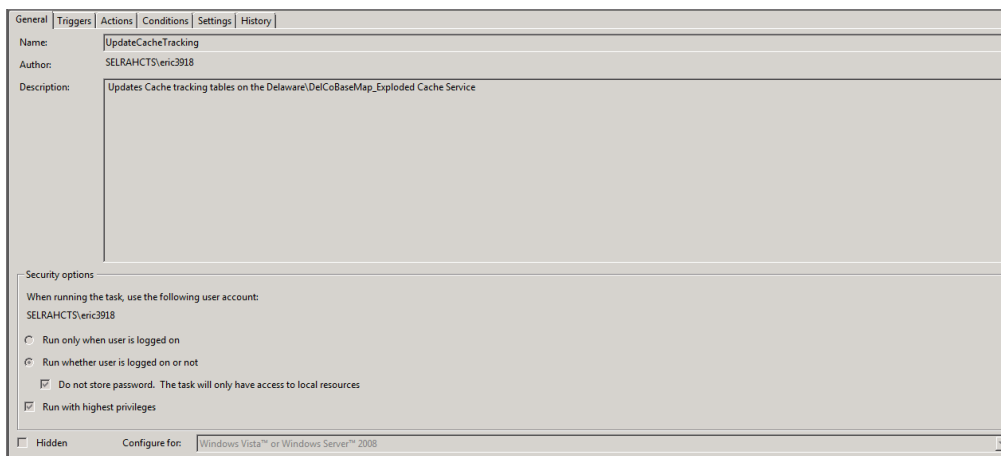 General Triggers Actions Conditions Settings History
Name: UpdateCacheTracking
Author: SELRAHCTS\eric3918
Description: Updates Cache tracking tables on the Delaware\DelCoBaseMap_Exploded Cache Service
Security options
When running the task, use the following user account:
SELRAHCTS\eric3918
Run only when user is logged on
Run whether user is logged on or not
Do not store password. The task will only have access to local resources
Run with highest privileges
Hidden Configure for: Windows Vista™ or Windows Server™ 2008